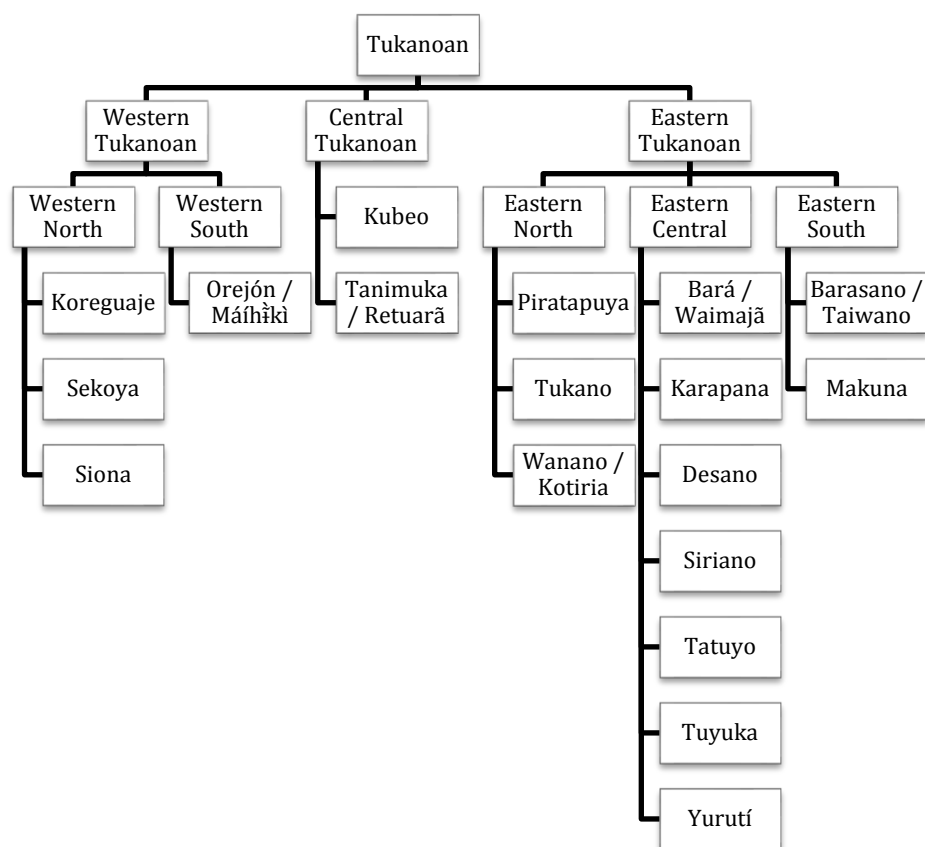 Tukanoan
Western
Tukanoan
Central
Tukanoan
Eastern
Tukanoan
Western
North
Western
South
Kubeo
Eastern
North
Eastern
Central
Eastern
South
Koreguaje
Orejón /
Máíhɨ̃̀kì
Tanimuka
/ Retuarã
Piratapuya
Bará /
Waimajã
Barasano /
Taiwano
Sekoya
Tukano
Karapana
Makuna
Siona
Wanano /
Kotiria
Desano
Siriano
Tatuyo
Tuyuka
Yurutí